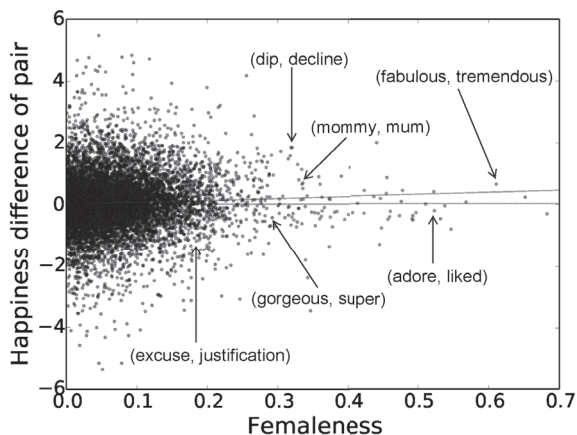 Happiness difference of pair
6
4
2
0
−2
−4
−6
(dip, decline)
(fabulous, tremendous)
(mommy, mum)
(adore, liked)
(gorgeous, super)
(excuse, justification)
0.0 0.1 0.2 0.3 0.4 0.5 0.6 0.7
Femaleness